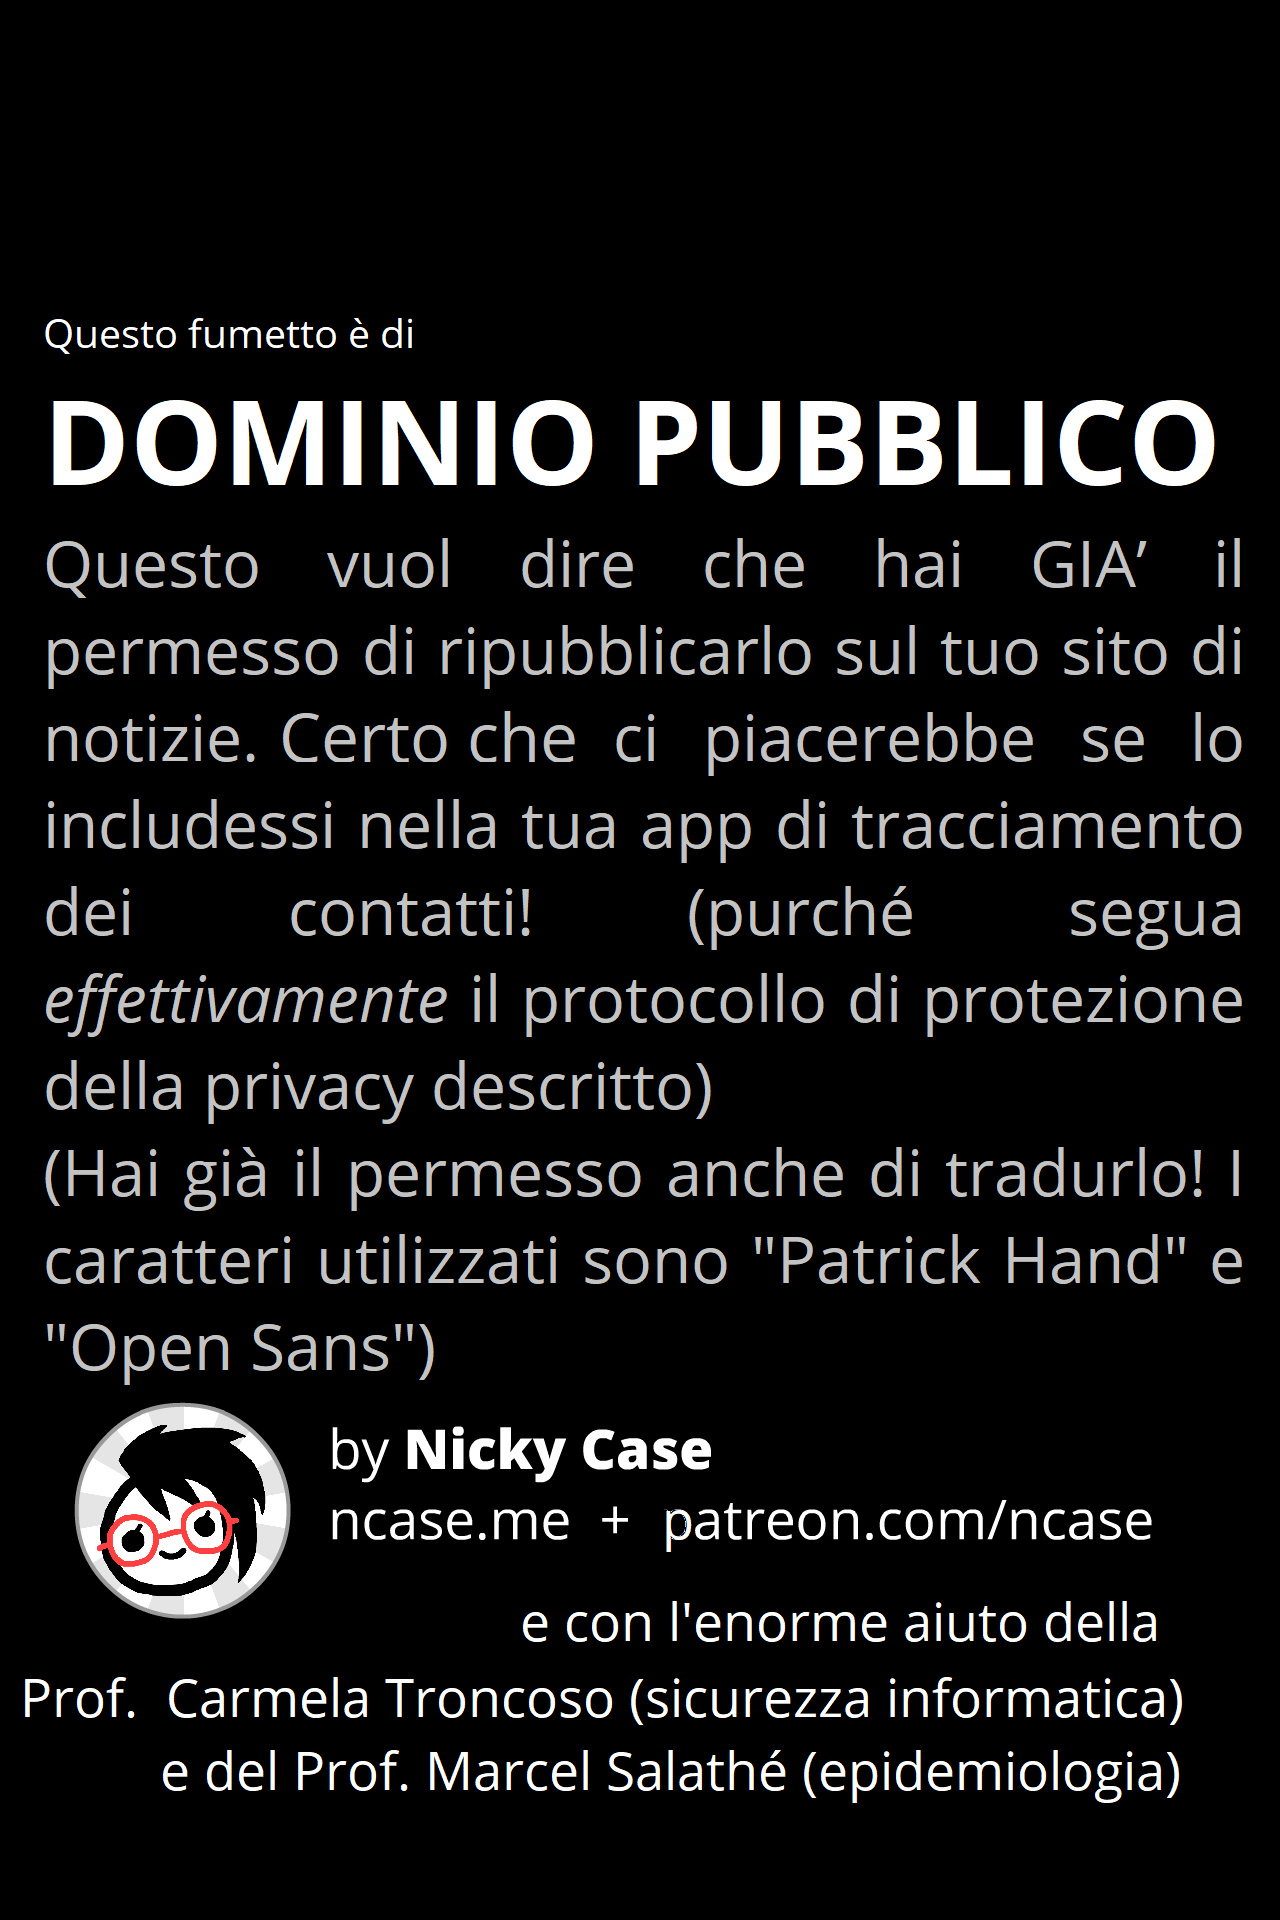 Questo fumetto è di
DOMINIO PUBBLICO
Questo vuol dire che hai GIA’ il
permesso di ripubblicarlo sul tuo sito di
notizie. Certo che ci piacerebbe se lo
includessi nella tua app di tracciamento
dei contatti! (purché segua
effettivamente il protocollo di protezione
della privacy descritto)
(Hai già il permesso anche di tradurlo! I
caratteri utilizzati sono "Patrick Hand" e
"Open Sans")
by Nicky Case
ncase.me + patreon.com/ncase
e con l'enorme aiuto della
Prof. Carmela Troncoso (sicurezza informatica)
e del Prof. Marcel Salathé (epidemiologia)